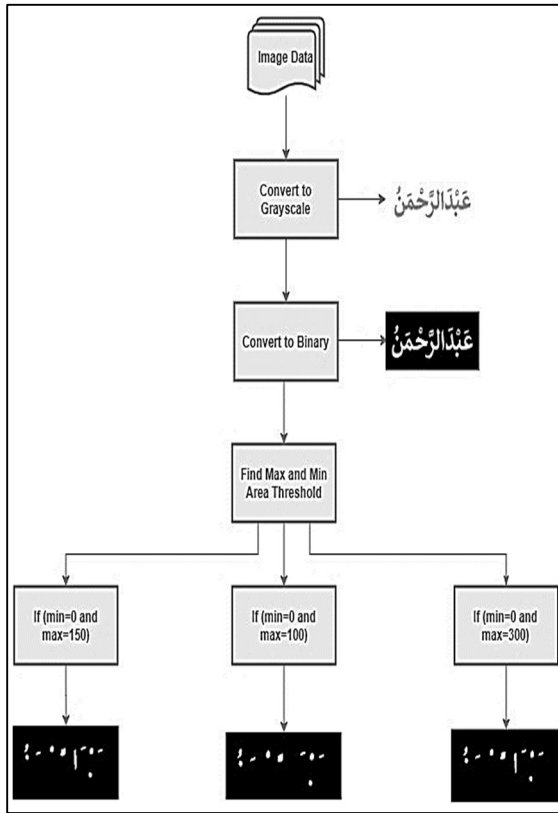 Image Data
Convert to
Grayscale
عَبْدَالرَّحْمَنُ
Convert to Binary
عَبْدَالرَّحْمَنُ
Find Max and Min
Area Threshold
If (min=0 and
max=150)
If (min=0 and
max=100)
If (min=0 and
max=300)